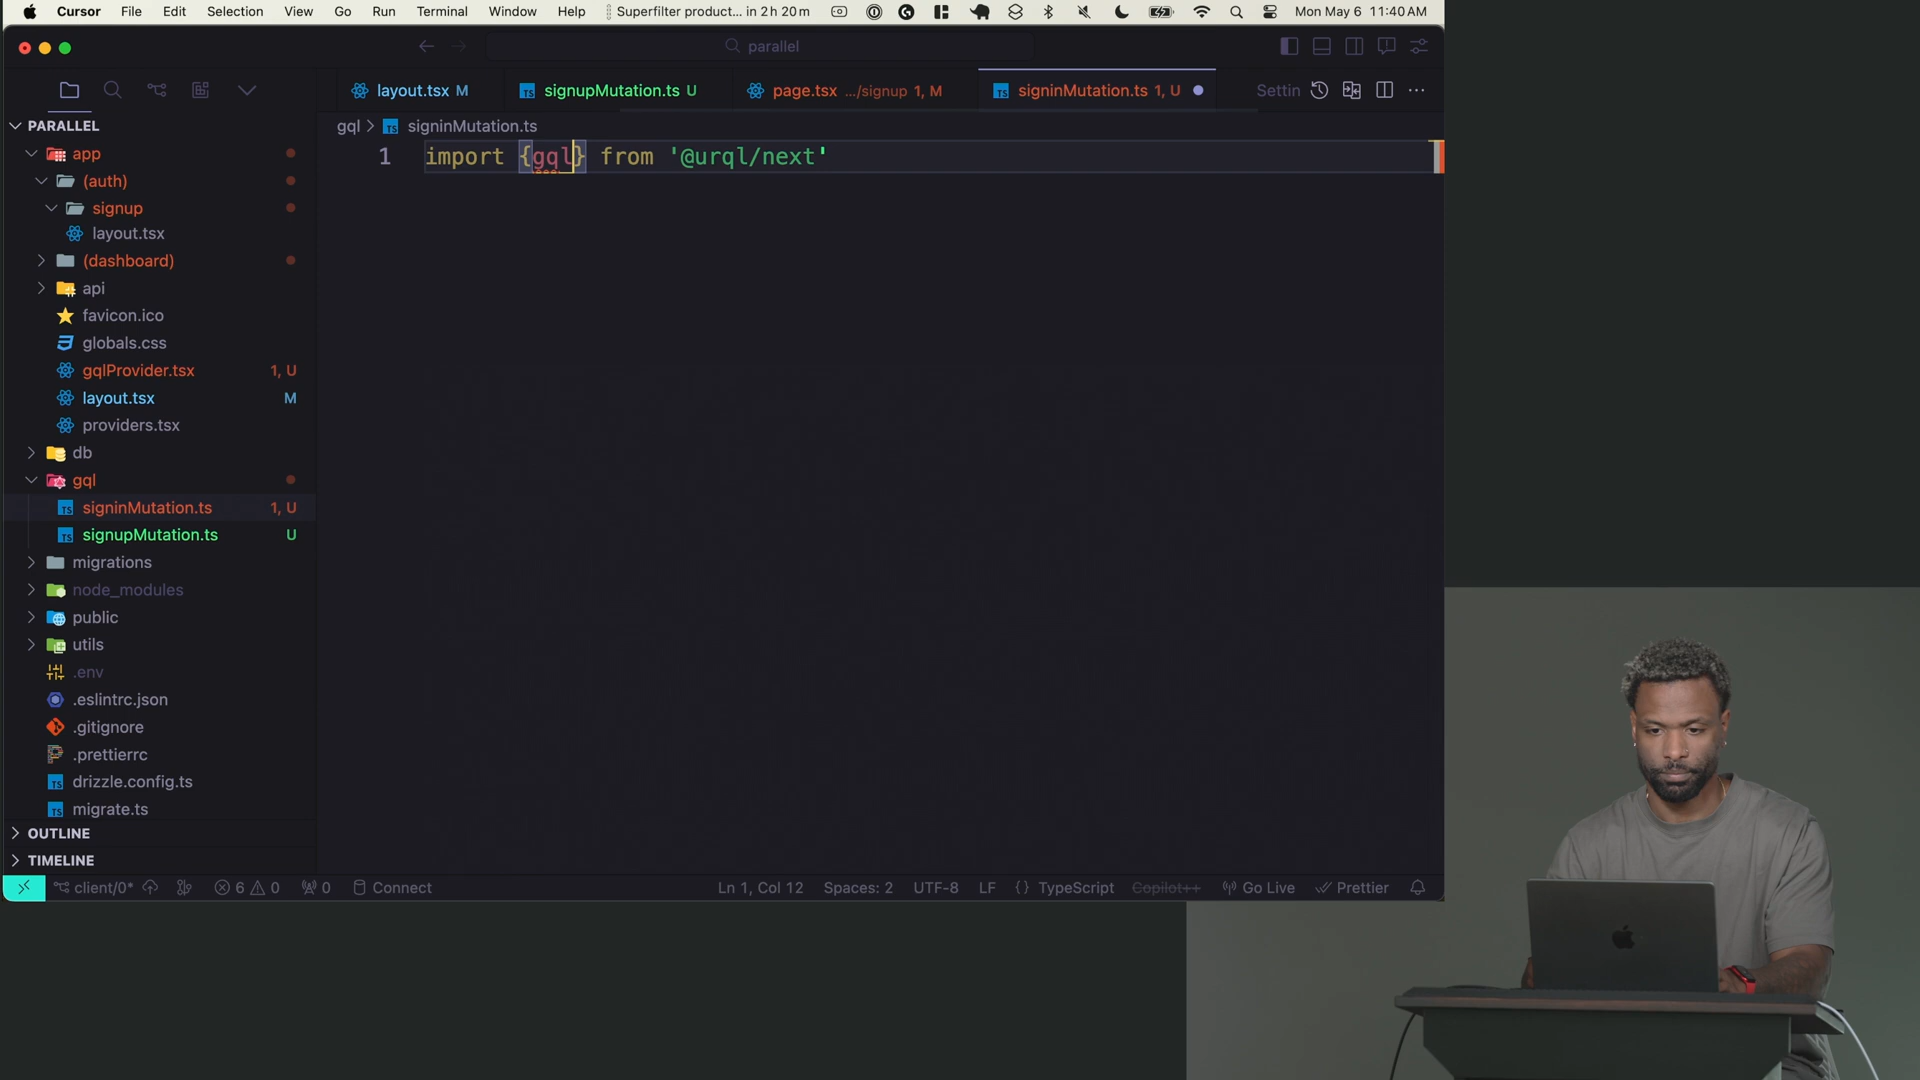 Cursor File Edit Selection View Go Run Terminal Window Help Superfilter product... in 2 h 20 m Mon May 6 11:40 AM
parallel
layout.tsx M signupMutation.ts U page.tsx .../signup 1, M signinMutation.ts 1, U Settin
PARALLEL
gql > signinMutation.ts
1 import {gql} from '@urql/next'
app
(auth)
signup
layout.tsx
(dashboard)
api
favicon.ico
globals.css
gqlProvider.tsx 1, U
layout.tsx M
providers.tsx
db
gql
signinMutation.ts 1, U
signupMutation.ts U
migrations
node_modules
public
utils
.env
.eslintrc.json
.gitignore
.prettierrc
drizzle.config.ts
migrate.ts
OUTLINE
TIMELINE
client/0* 6 0 0 Connect Ln 1, Col 12 Spaces: 2 UTF-8 LF {} TypeScript Copilot++ Go Live Prettier